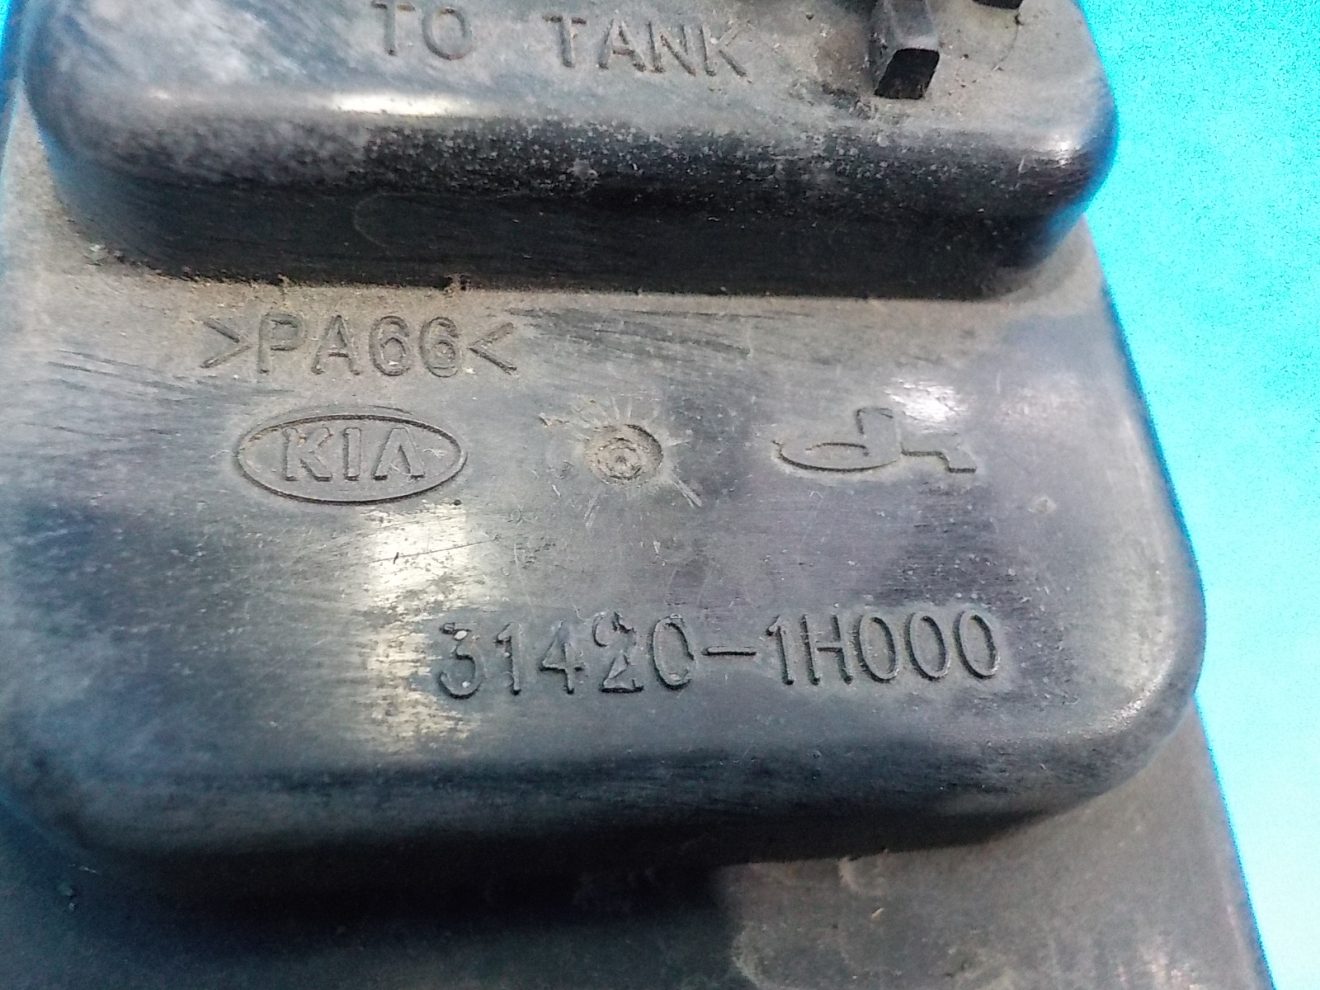 TO TANK
>PA66<
KIA
31420-1H000